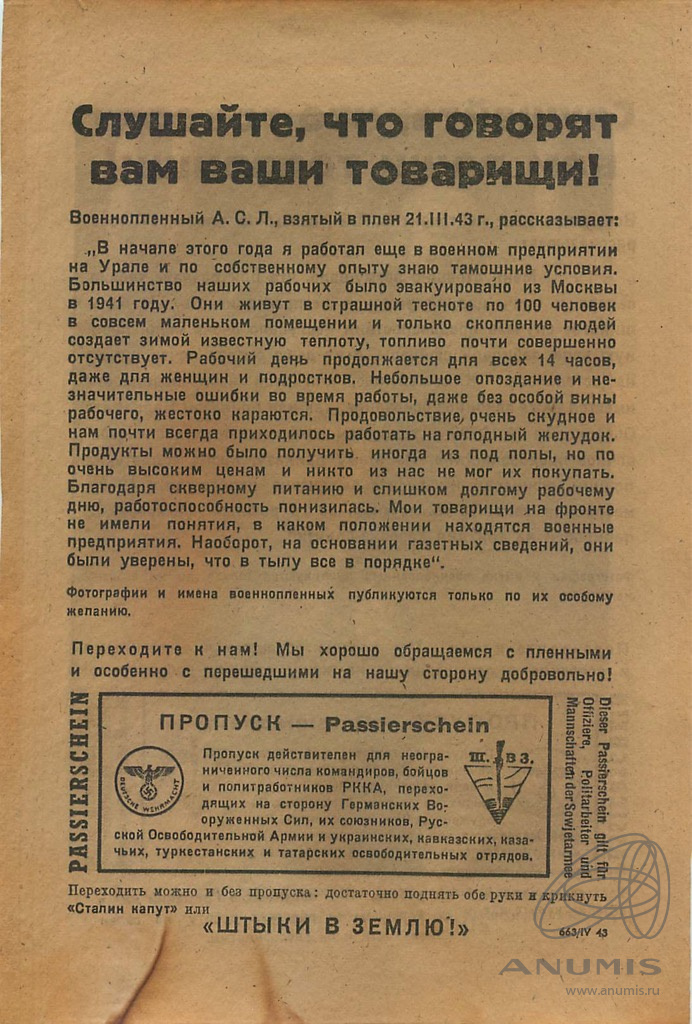 Слушайте, что говорят
вам ваши товарищи!
Военнопленный А. С. Л., взятый в плен 21.III.43 г., рассказывает:
„В начале этого года я работал еще в военном предприятии
на Урале и по собственному опыту знаю тамошние условия.
Большинство наших рабочих было эвакуировано из Москвы
в 1941 году. Они живут в страшной тесноте по 100 человек
в совсем маленьком помещении и только скопление людей
создает зимой известную теплоту, топливо почти совершенно
отсутствует. Рабочий день продолжается для всех 14 часов,
даже для женщин и подростков. Небольшое опоздание и не-
значительные ошибки во время работы, даже без особой вины
рабочего, жестоко караются. Продовольствие очень скудное и
нам почти всегда приходилось работать на голодный желудок.
Продукты можно было получить иногда из под полы, но по
очень высоким ценам и никто из нас не мог их покупать.
Благодаря скверному питанию и слишком долгому рабочему
дню, работоспособность понизилась. Мои товарищи на фронте
не имели понятия, в каком положении находятся военные
предприятия. Наоборот, на основании газетных сведений, они
были уверены, что в тылу все в порядке“.
Фотографии и имена военнопленных публикуются только по их особому
желанию.
Переходите к нам! Мы хорошо обращаемся с пленными
и особенно с перешедшими на нашу сторону добровольно!
PASSIERSCHEIN
ПРОПУСК — Passierschein
DEUTSCHE WEHRMACHT
Пропуск действителен для неогра-
ниченного числа командиров, бойцов
и политработников РККА, перехо-
дящих на сторону Германских Во-
оруженных Сил, их союзников, Рус-
ской Освободительной Армии и украинских, кавказских, каза-
чьих, туркестанских и татарских освободительных отрядов.
Ш. В З.
Dieser Passierschein gilt für
Offiziere, Politarbeiter und
Mannschaften der Sowjetarmee
Переходить можно и без пропуска: достаточно поднять обе руки и крикнуть
«Сталин капут» или
«ШТЫКИ В ЗЕМЛЮ!»
663/IV 43
ANUMIS
www.anumis.ru